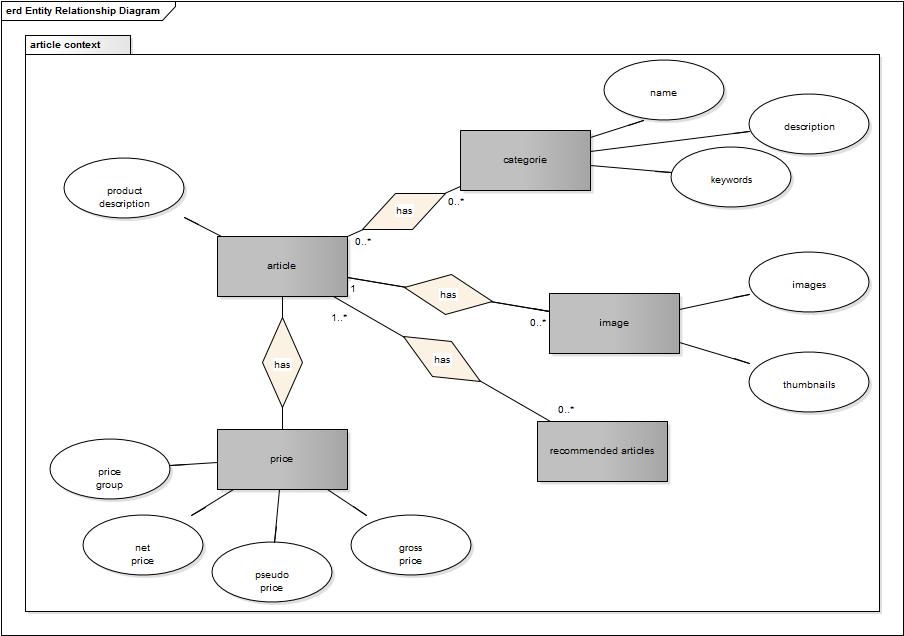 erd Entity Relationship Diagram
article context
name
description
categorie
keywords
product
description
has
0..*
0..*
article
1
has
images
1..*
0..*
image
has
has
thumbnails
0..*
recommended articles
price
price
group
net
price
pseudo
price
gross
price